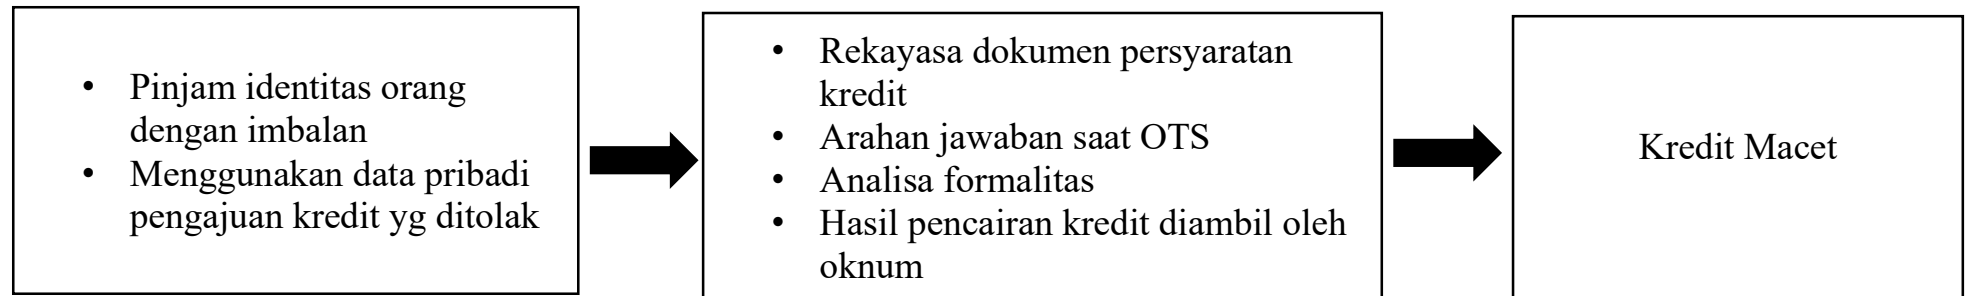 • Pinjam identitas orang
dengan imbalan
• Menggunakan data pribadi
pengajuan kredit yg ditolak
• Rekayasa dokumen persyaratan
kredit
• Arahan jawaban saat OTS
• Analisa formalitas
• Hasil pencairan kredit diambil oleh
oknum
Kredit Macet